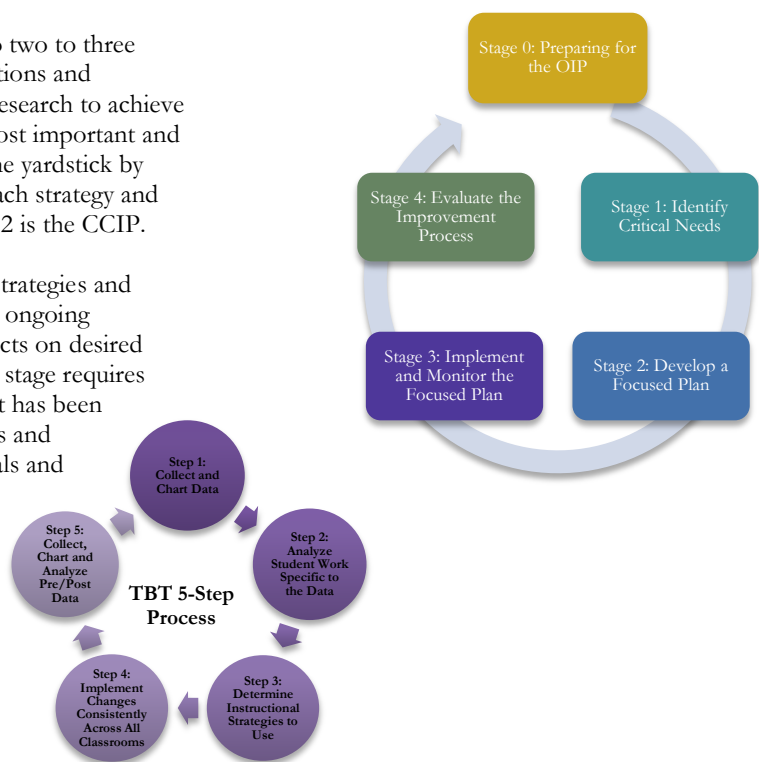 two to three
tions and
esearch to achieve
ost important and
ne yardstick by
ach strategy and
2 is the CCIP.
trategies and
ongoing
cts on desired
stage requires
t has been
s and
als and
Stage 0: Preparing for
the OIP
Stage 1: Identify
Critical Needs
Stage 2: Develop a
Focused Plan
Stage 3: Implement
and Monitor the
Focused Plan
Stage 4: Evaluate the
Improvement
Process
TBT 5-Step
Process
Step 1:
Collect and
Chart Data
Step 2:
Analyze
Student Work
Specific to
the Data
Step 3:
Determine
Instructional
Strategies to
Use
Step 4:
Implement
Changes
Consistently
Across All
Classrooms
Step 5:
Collect,
Chart and
Analyze
Pre/Post
Data